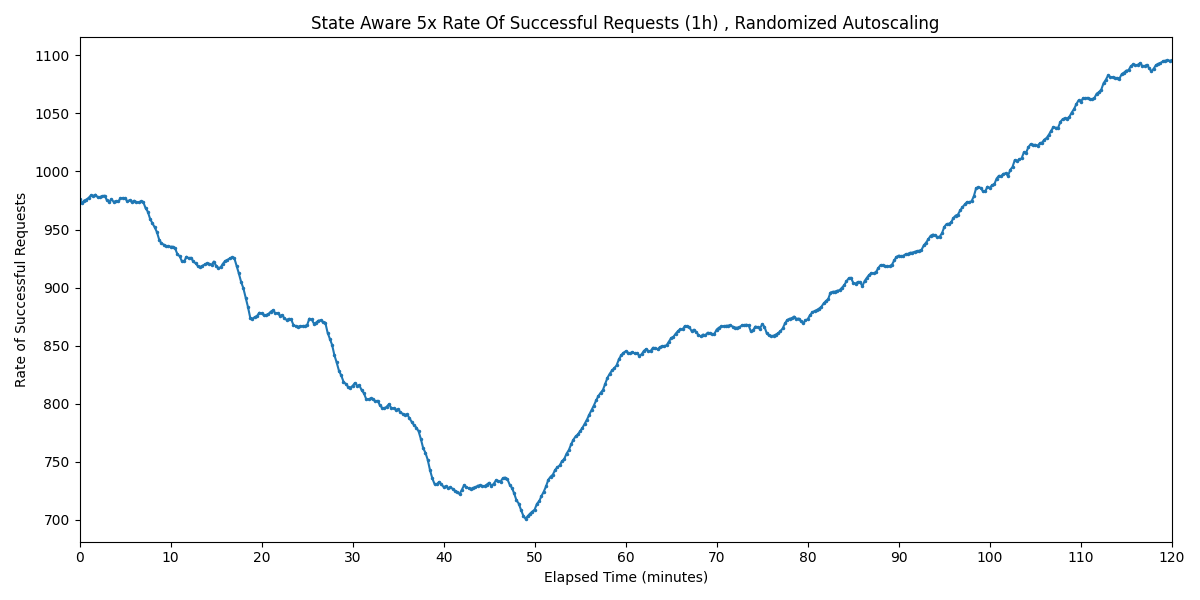 State Aware 5x Rate Of Successful Requests (1h) , Randomized Autoscaling
1100
1050
1000
950
900
850
800
750
700
Rate of Successful Requests
0 10 20 30 40 50 60 70 80 90 100 110 120
Elapsed Time (minutes)